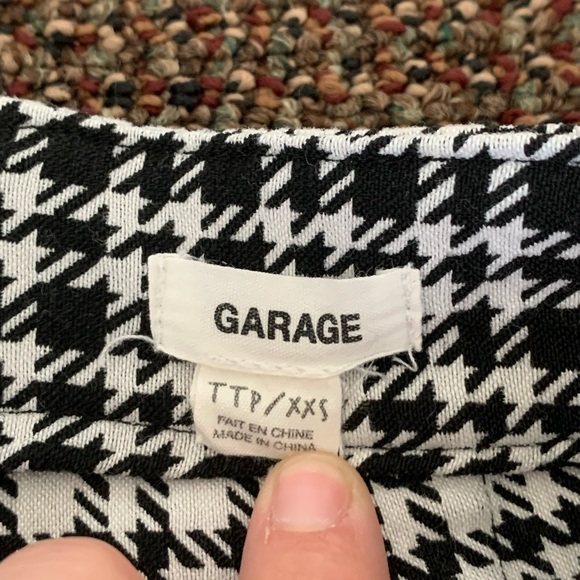 GARAGE
TTP/XXS
FAIT EN CHINE
MADE IN CHINA